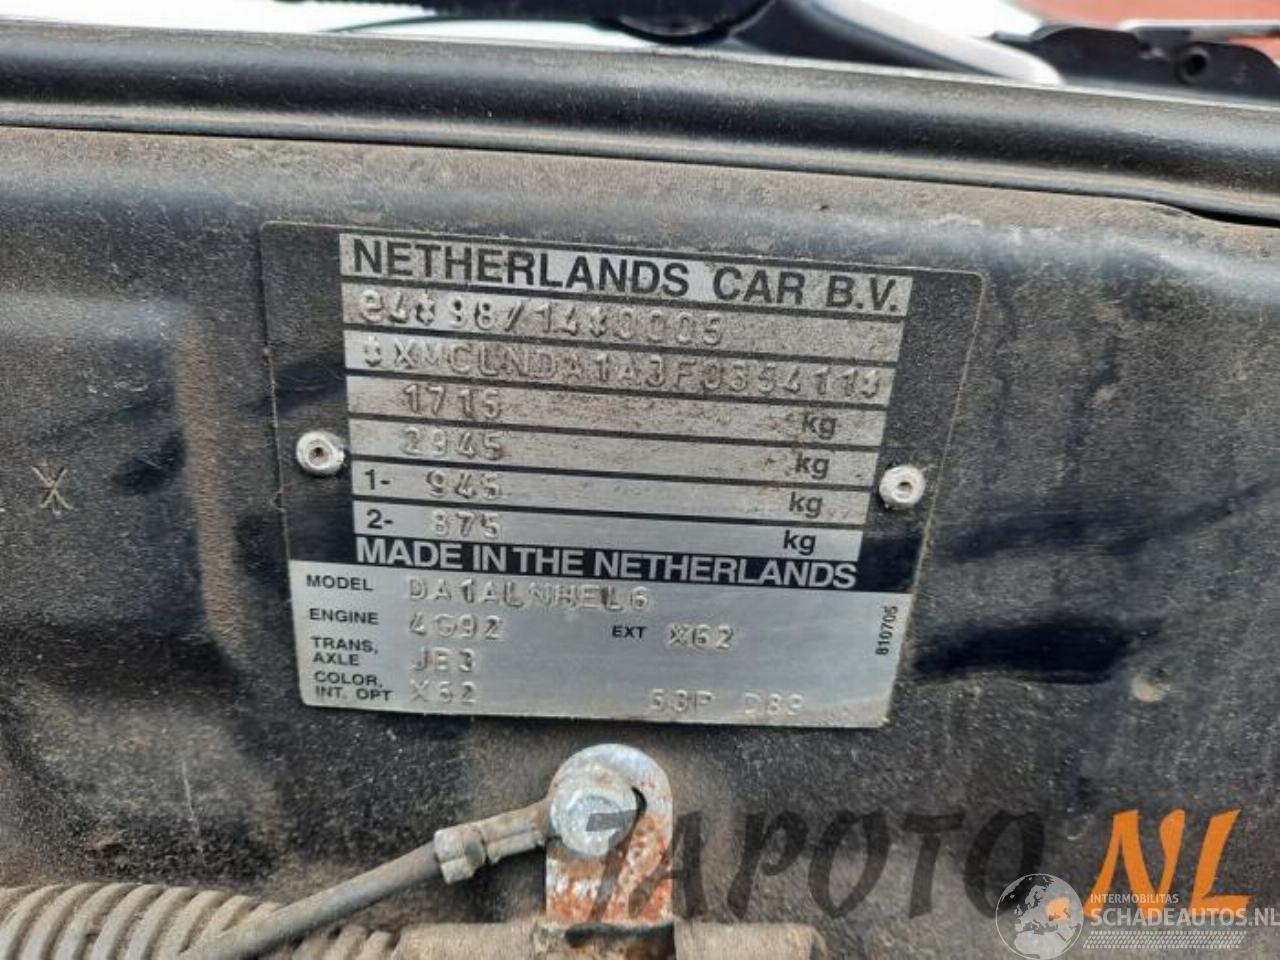 NETHERLANDS CAR B.V.
e4*98/14*0005
*XMCLNDA1A3F035411*
1715 kg
2945 kg
1- 945 kg
2- 875 kg
MADE IN THE NETHERLANDS
MODEL DA1ALNHEL6
ENGINE 4G92 EXT X62
TRANS, AXLE JB3
COLOR, INT. OPT X62 53P D89
810705
JAPOTO.NL
INTERMOBILITAS
SCHADEAUTOS.NL